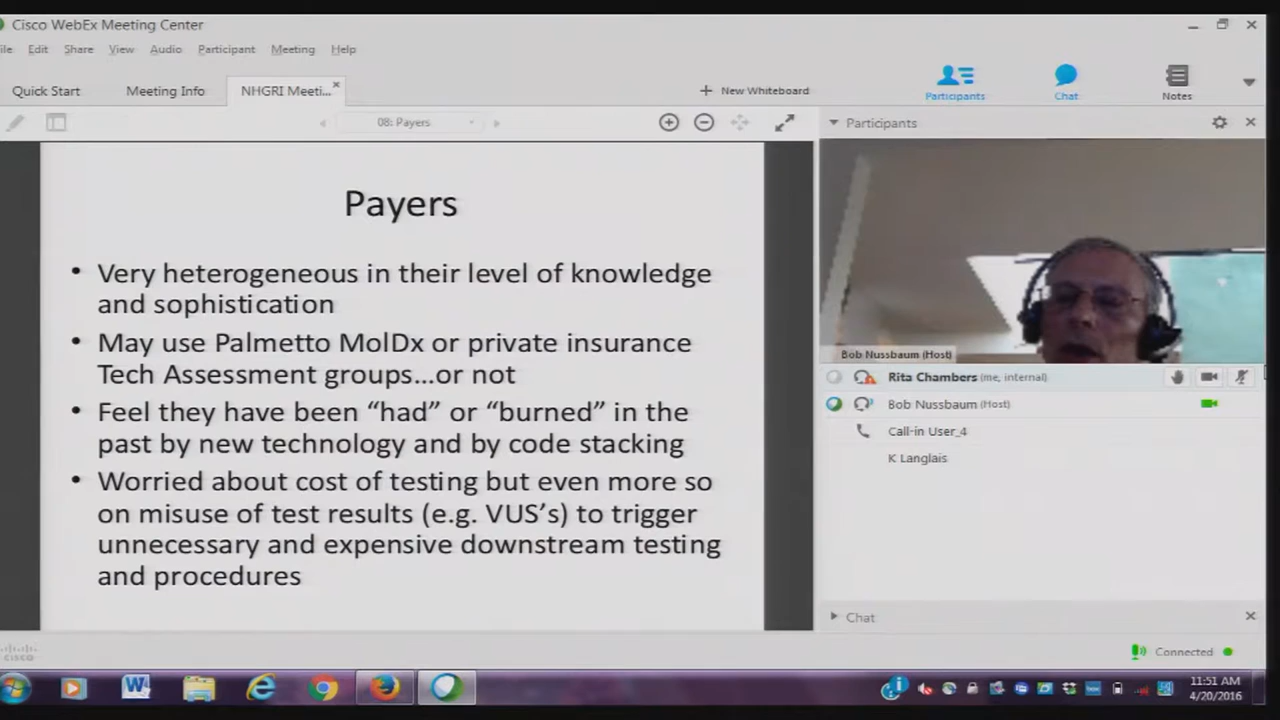 Cisco WebEx Meeting Center
ile Edit Share View Audio Participant Meeting Help
Quick Start Meeting Info NHGRI Meeti... New Whiteboard
Participants Chat Notes
08: Payers
Participants
Payers
• Very heterogeneous in their level of knowledge
and sophistication
• May use Palmetto MolDx or private insurance
Tech Assessment groups…or not
• Feel they have been “had” or “burned” in the
past by new technology and by code stacking
• Worried about cost of testing but even more so
on misuse of test results (e.g. VUS’s) to trigger
unnecessary and expensive downstream testing
and procedures
Bob Nussbaum (Host)
Rita Chambers (me, internal)
Bob Nussbaum (Host)
Call-in User_4
K Langlais
Chat
cisco
Connected
11:51 AM
4/20/2016